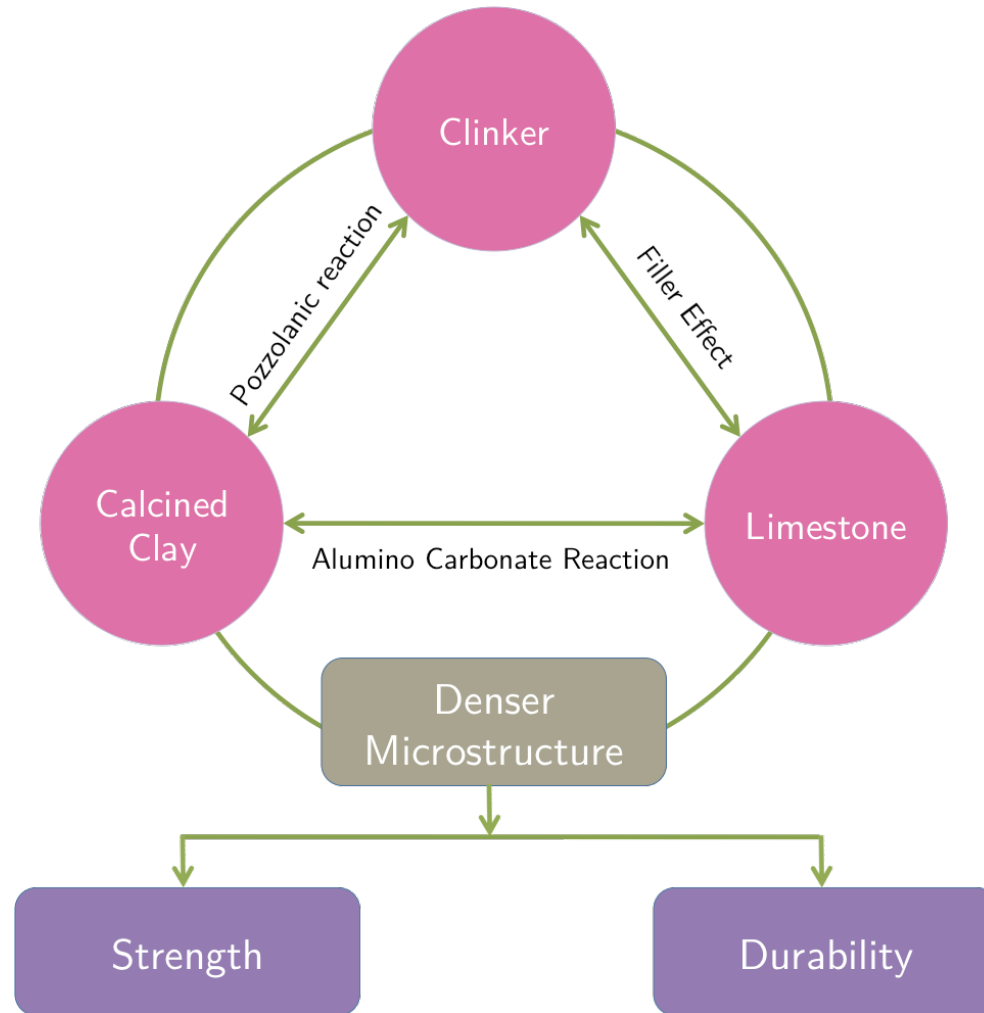 Clinker
Pozzolanic reaction
Filler Effect
Calcined
Clay
Limestone
Alumino Carbonate Reaction
Denser
Microstructure
Strength
Durability